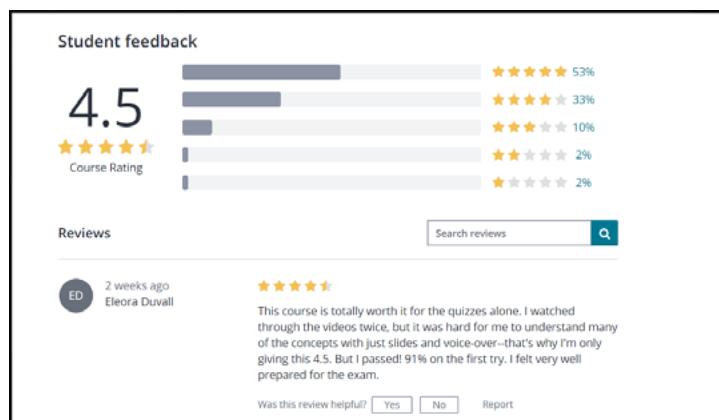 Student feedback
4.5
Course Rating
53%
33%
10%
2%
2%
Reviews
Search reviews
ED
2 weeks ago
Eleora Duvall
This course is totally worth it for the quizzes alone. I watched
through the videos twice, but it was hard for me to understand many
of the concepts with just slides and voice-over--that's why I'm only
giving this 4.5. But I passed! 91% on the first try. I felt very well
prepared for the exam.
Was this review helpful? Yes No Report